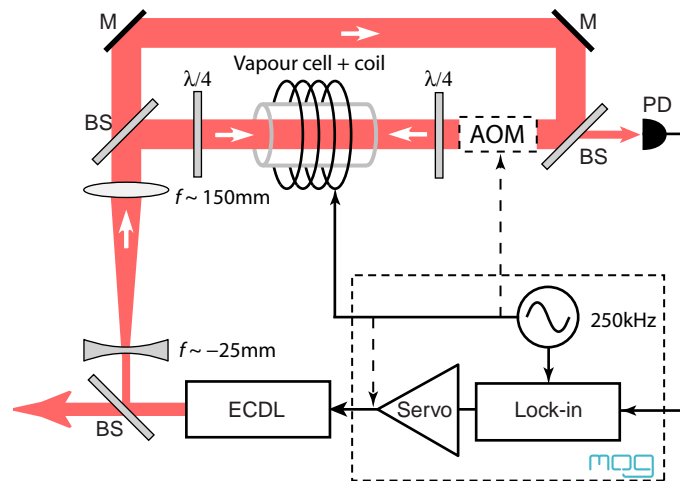 M
M
Vapour cell + coil
λ/4
λ/4
PD
BS
AOM
BS
f ~ 150mm
250kHz
f ~ −25mm
ECDL
Servo
Lock-in
BS
mog